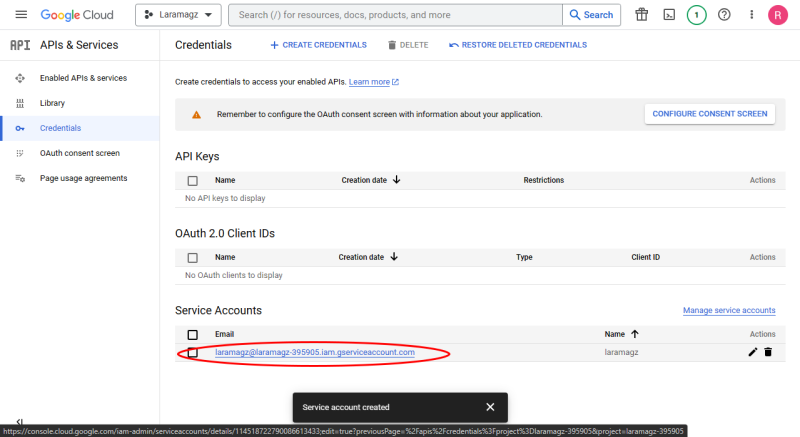 Google Cloud
Laramagz
Search (/) for resources, docs, products, and more
Search
1
R
API
APIs & Services
Credentials
CREATE CREDENTIALS
DELETE
RESTORE DELETED CREDENTIALS
Enabled APIs & services
Library
Credentials
OAuth consent screen
Page usage agreements
Create credentials to access your enabled APIs. Learn more
Remember to configure the OAuth consent screen with information about your application.
CONFIGURE CONSENT SCREEN
API Keys
Name Creation date Restrictions Actions
No API keys to display
OAuth 2.0 Client IDs
Name Creation date Type Client ID Actions
No OAuth clients to display
Service Accounts
Manage service accounts
Email Name Actions
laramagz@laramagz-395905.iam.gserviceaccount.com laramagz
Service account created
https://console.cloud.google.com/iam-admin/serviceaccounts/details/114518722790086613433;edit=true?previousPage=%2Fapis%2Fcredentials%3Fproject%3Dlaramagz-395905&project=laramagz-395905